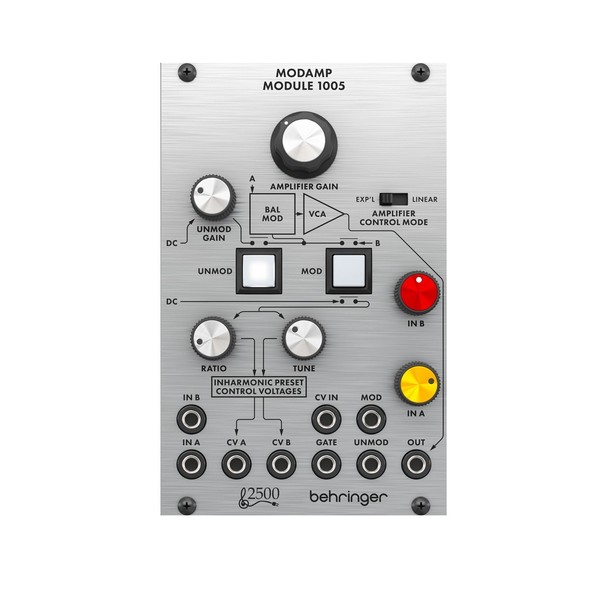 MODAMP
MODULE 1005
AMPLIFIER GAIN
A
EXP'L
LINEAR
BAL
MOD
VCA
AMPLIFIER
CONTROL MODE
UNMOD
GAIN
DC
B
UNMOD
MOD
DC
IN B
RATIO
TUNE
INHARMONIC PRESET
CONTROL VOLTAGES
IN A
IN B
CV IN
MOD
IN A
CV A
CV B
GATE
UNMOD
OUT
2500
behringer